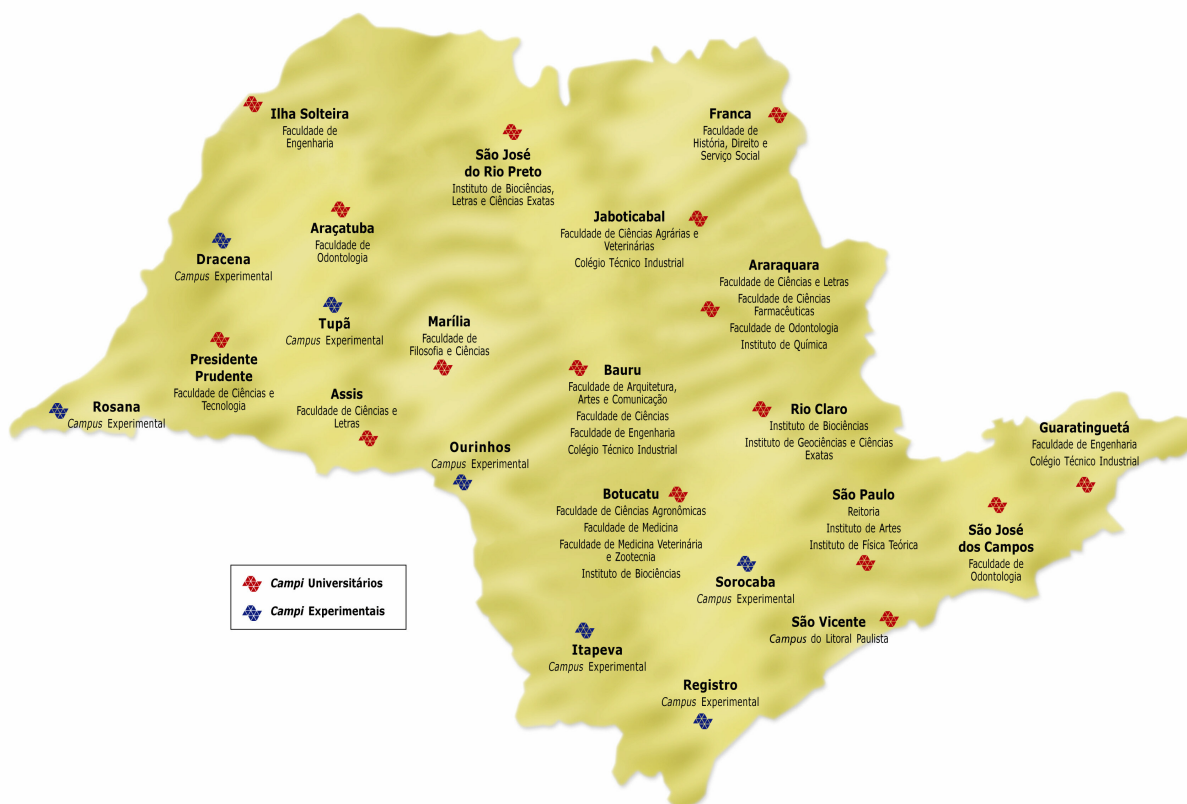 Ilha Solteira
Faculdade de
Engenharia
São José
do Rio Preto
Instituto de Biociências,
Letras e Ciências Exatas
Franca
Faculdade de
História, Direito e
Serviço Social
Araçatuba
Faculdade de
Odontologia
Jaboticabal
Faculdade de Ciências Agrárias e
Veterinárias
Colégio Técnico Industrial
Dracena
Campus Experimental
Araraquara
Faculdade de Ciências e Letras
Faculdade de Ciências
Farmacêuticas
Faculdade de Odontologia
Instituto de Química
Tupã
Campus Experimental
Marília
Faculdade de
Filosofia e Ciências
Presidente
Prudente
Faculdade de Ciências e
Tecnologia
Bauru
Faculdade de Arquitetura,
Artes e Comunicação
Faculdade de Ciências
Faculdade de Engenharia
Colégio Técnico Industrial
Assis
Faculdade de Ciências e
Letras
Rosana
Campus Experimental
Rio Claro
Instituto de Biociências
Instituto de Geociências e Ciências
Exatas
Guaratinguetá
Faculdade de Engenharia
Colégio Técnico Industrial
Ourinhos
Campus Experimental
Botucatu
Faculdade de Ciências Agronômicas
Faculdade de Medicina
Faculdade de Medicina Veterinária
e Zootecnia
Instituto de Biociências
São Paulo
Reitoria
Instituto de Artes
Instituto de Física Teórica
São José
dos Campos
Faculdade de
Odontologia
Sorocaba
Campus Experimental
Campi Universitários
Campi Experimentais
São Vicente
Campus do Litoral Paulista
Itapeva
Campus Experimental
Registro
Campus Experimental